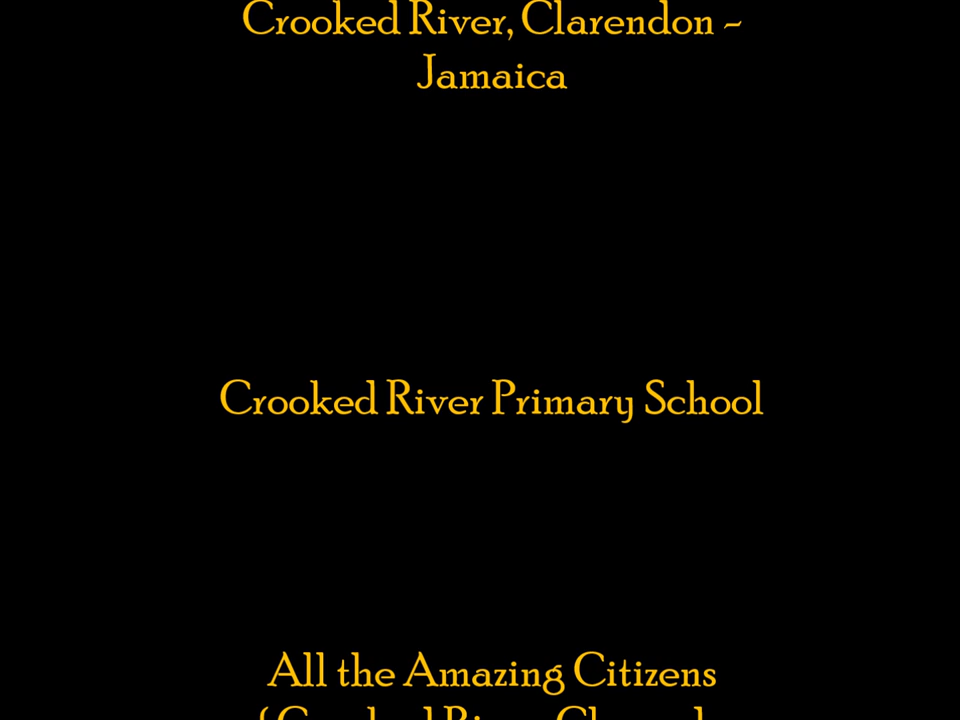 Crooked River, Clarendon -
Jamaica
Crooked River Primary School
All the Amazing Citizens